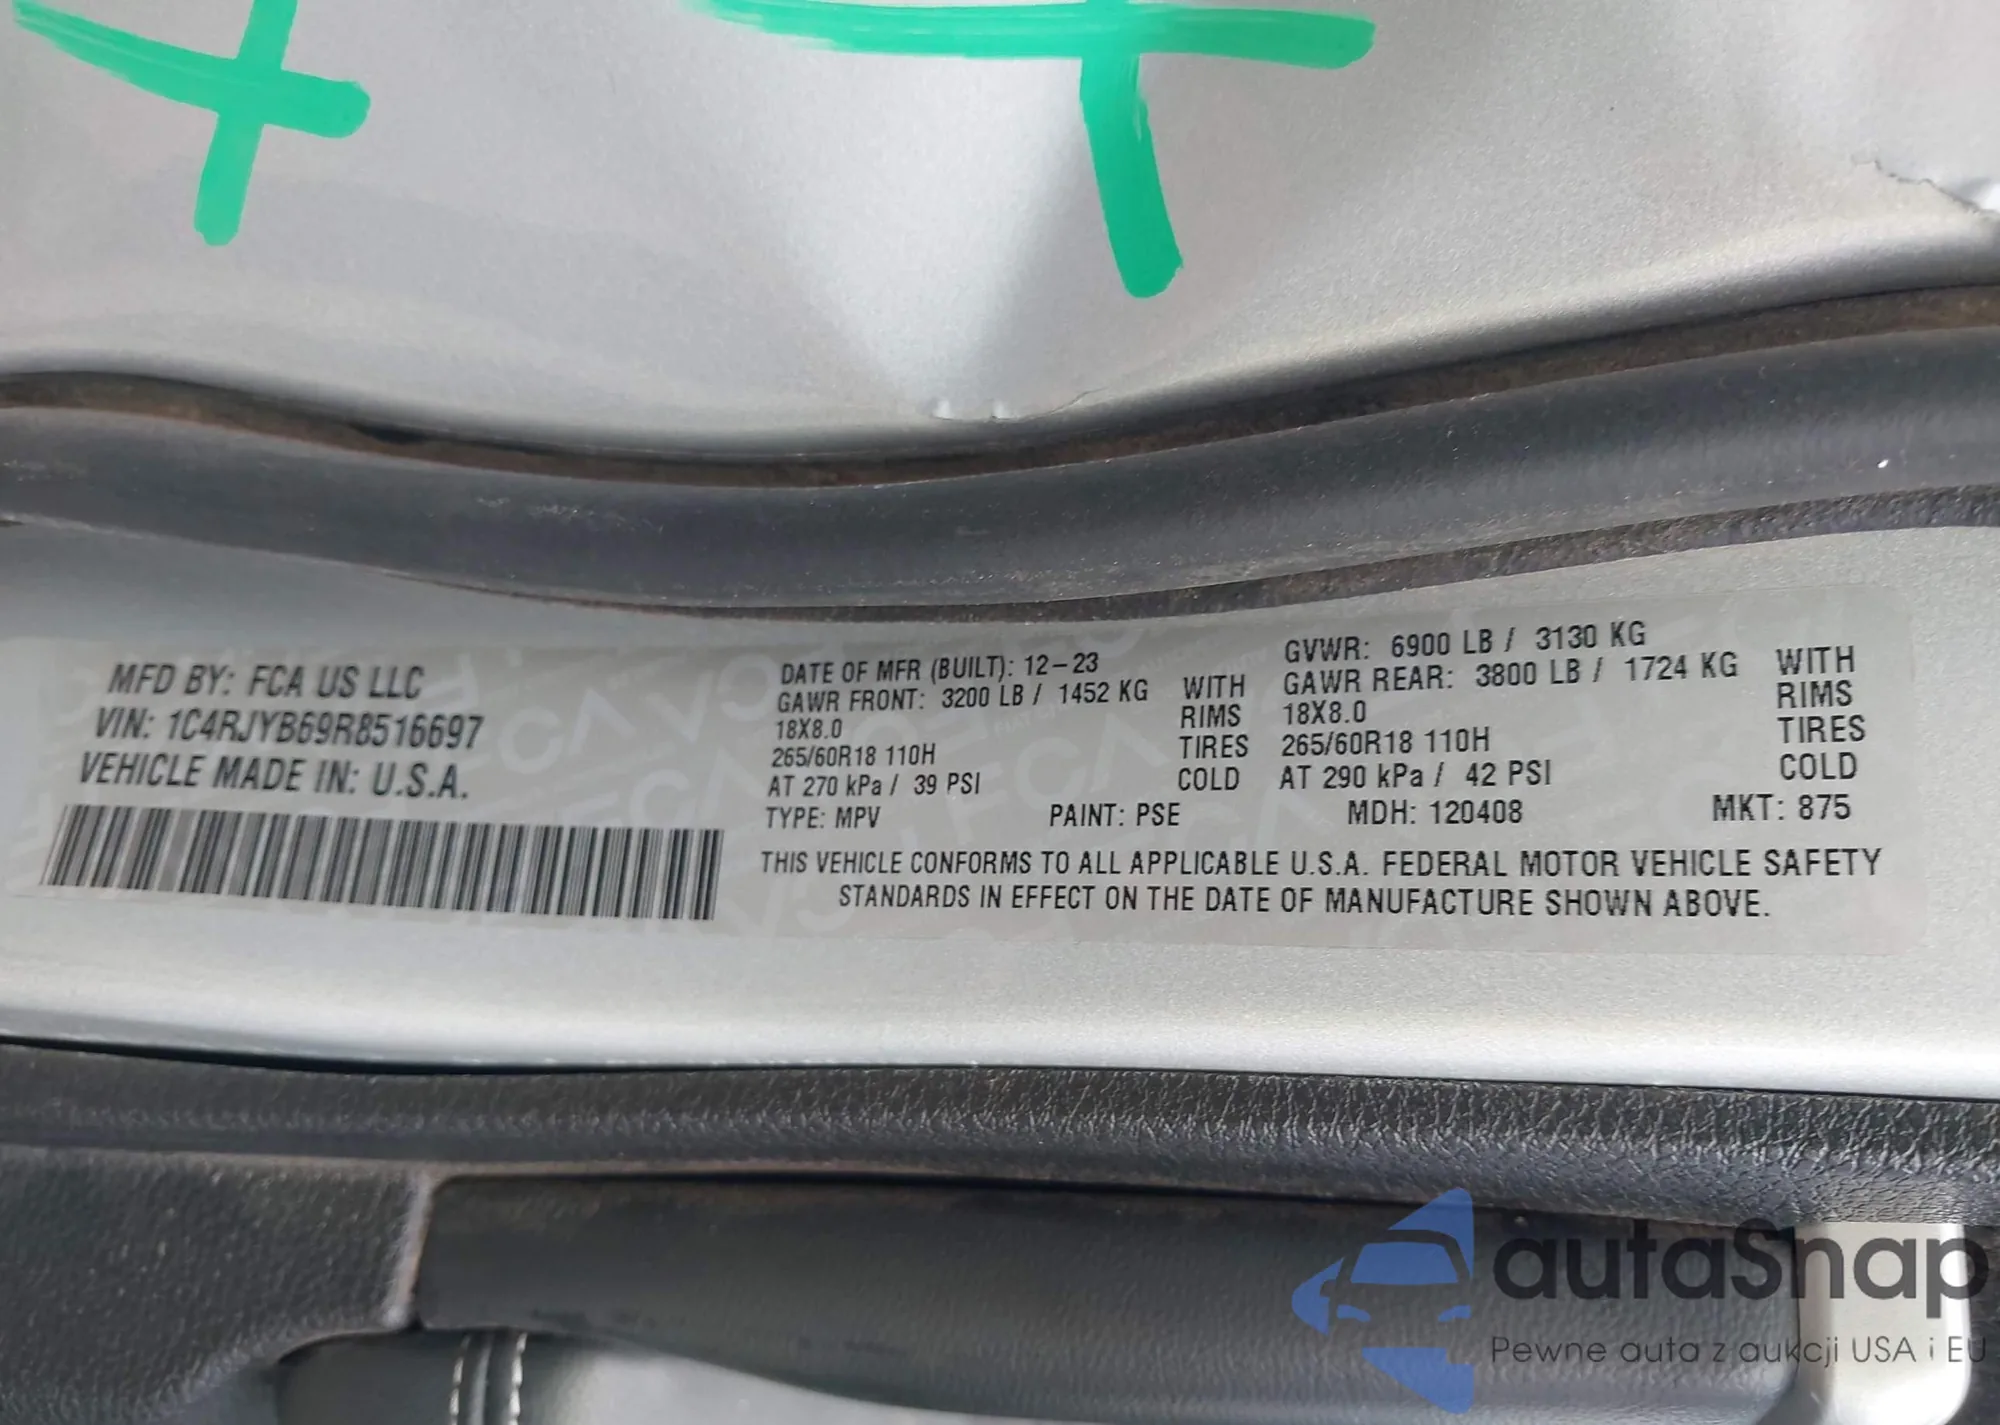 MFD BY: FCA US LLC
VIN: 1C4RJYB69R8516697
VEHICLE MADE IN: U.S.A.
DATE OF MFR (BUILT): 12-23
GAWR FRONT: 3200 LB / 1452 KG WITH
18X8.0 RIMS
265/60R18 110H TIRES
AT 270 kPa / 39 PSI COLD
GVWR: 6900 LB / 3130 KG
GAWR REAR: 3800 LB / 1724 KG WITH
18X8.0 RIMS
265/60R18 110H TIRES
AT 290 kPa / 42 PSI COLD
TYPE: MPV PAINT: PSE MDH: 120408 MKT: 875
THIS VEHICLE CONFORMS TO ALL APPLICABLE U.S.A. FEDERAL MOTOR VEHICLE SAFETY
STANDARDS IN EFFECT ON THE DATE OF MANUFACTURE SHOWN ABOVE.
autaSnap
Pewne auta z aukcji USA i EU